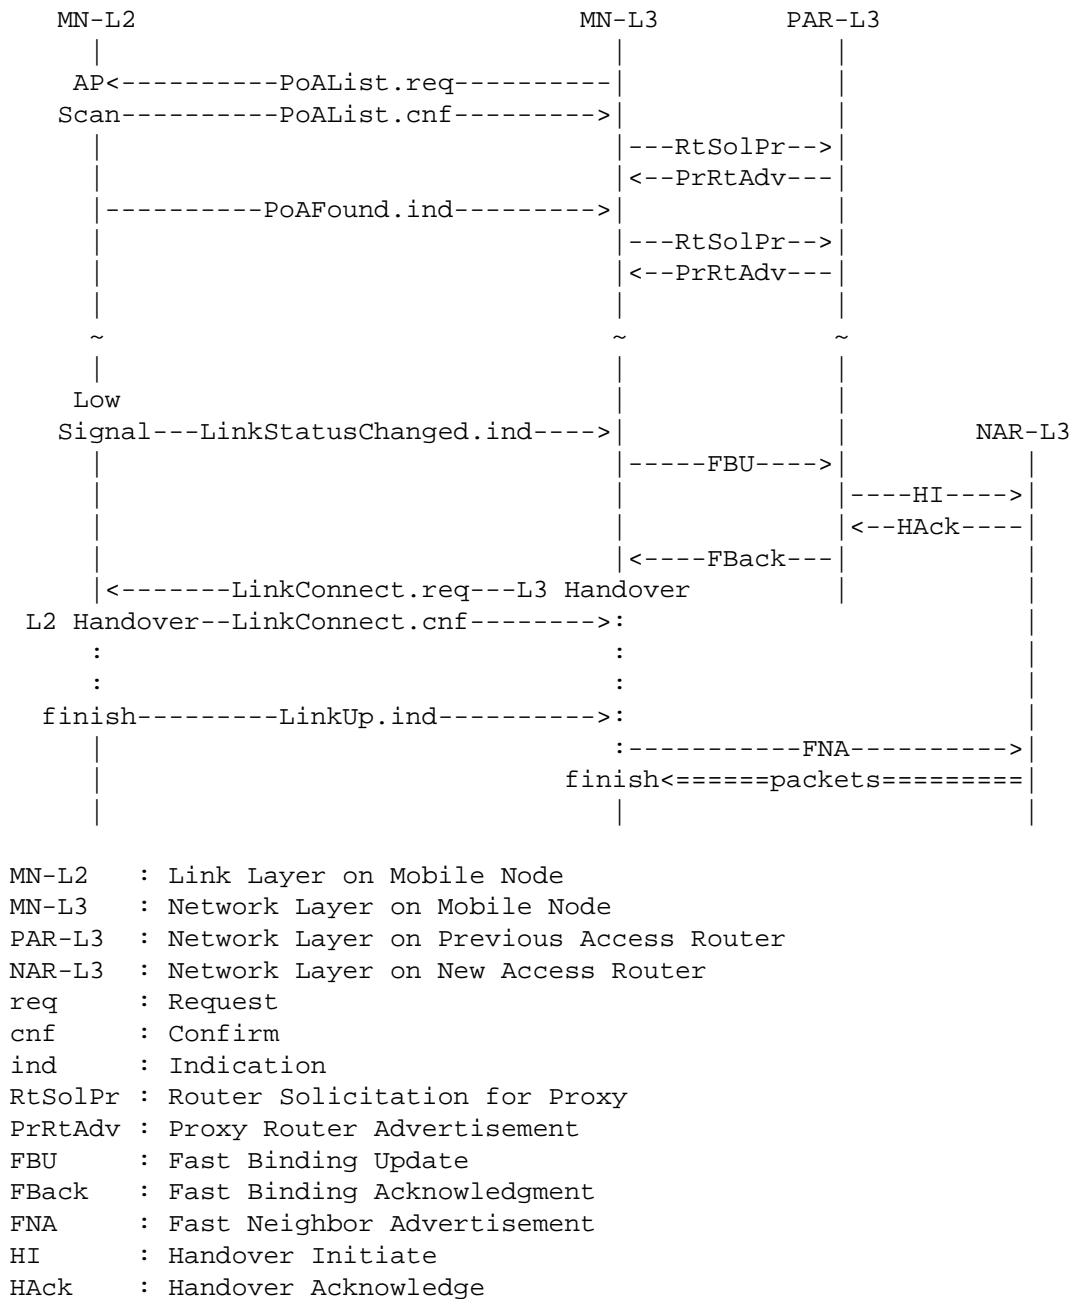 MN-L2                             MN-L3        PAR-L3
     |                                 |             |
    AP<----------PoAList.req----------|             |
   Scan----------PoAList.cnf--------->|             |
     |                                 |---RtSolPr-->|
     |                                 |<--PrRtAdv---|
     |----------PoAFound.ind--------->|             |
     |                                 |---RtSolPr-->|
     |                                 |<--PrRtAdv---|
     |                                 |             |
     ~                                 ~             ~
     |                                 |             |
    Low                                |             |
   Signal---LinkStatusChanged.ind---->|             |        NAR-L3
     |                                 |-----FBU---->|           |
     |                                 |             |----HI---->|
     |                                 |             |<--HAck----|
     |                                 |<----FBack---|           |
     |<-------LinkConnect.req---L3 Handover         |           |
 L2 Handover--LinkConnect.cnf-------->:                         |
     :                                 :                         |
     :                                 :                         |
  finish---------LinkUp.ind---------->:                         |
     |                                 :-----------FNA---------->|
     |                              finish<======packets=========|
     |                                 |                         |
MN-L2   : Link Layer on Mobile Node
MN-L3   : Network Layer on Mobile Node
PAR-L3  : Network Layer on Previous Access Router
NAR-L3  : Network Layer on New Access Router
req     : Request
cnf     : Confirm
ind     : Indication
RtSolPr : Router Solicitation for Proxy
PrRtAdv : Proxy Router Advertisement
FBU     : Fast Binding Update
FBack   : Fast Binding Acknowledgment
FNA     : Fast Neighbor Advertisement
HI      : Handover Initiate
HAck    : Handover Acknowledge